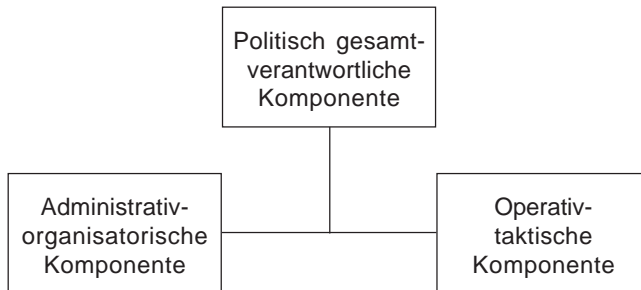 Politisch gesamt-
verantwortliche
Komponente
Administrativ-
organisatorische
Komponente
Operativ-
taktische
Komponente